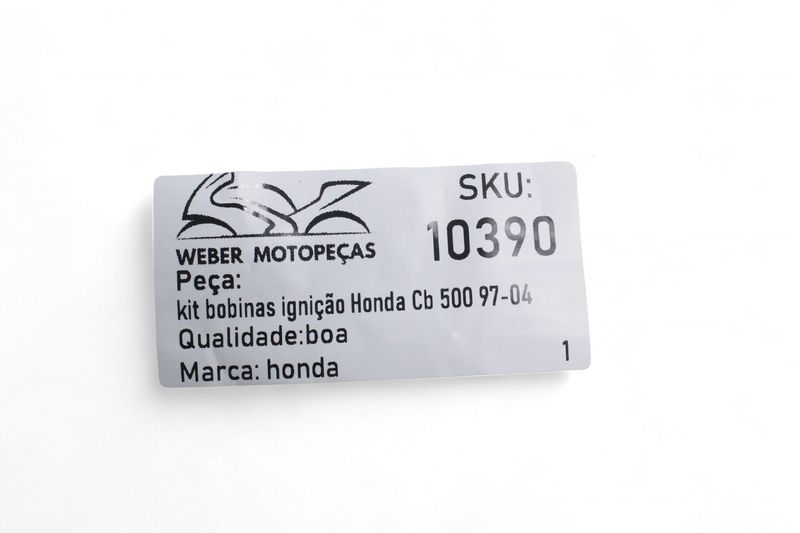 WEBER MOTOPEÇAS
SKU:
10390
Peça:
kit bobinas ignição Honda Cb 500 97-04
Qualidade:boa
Marca: honda
1